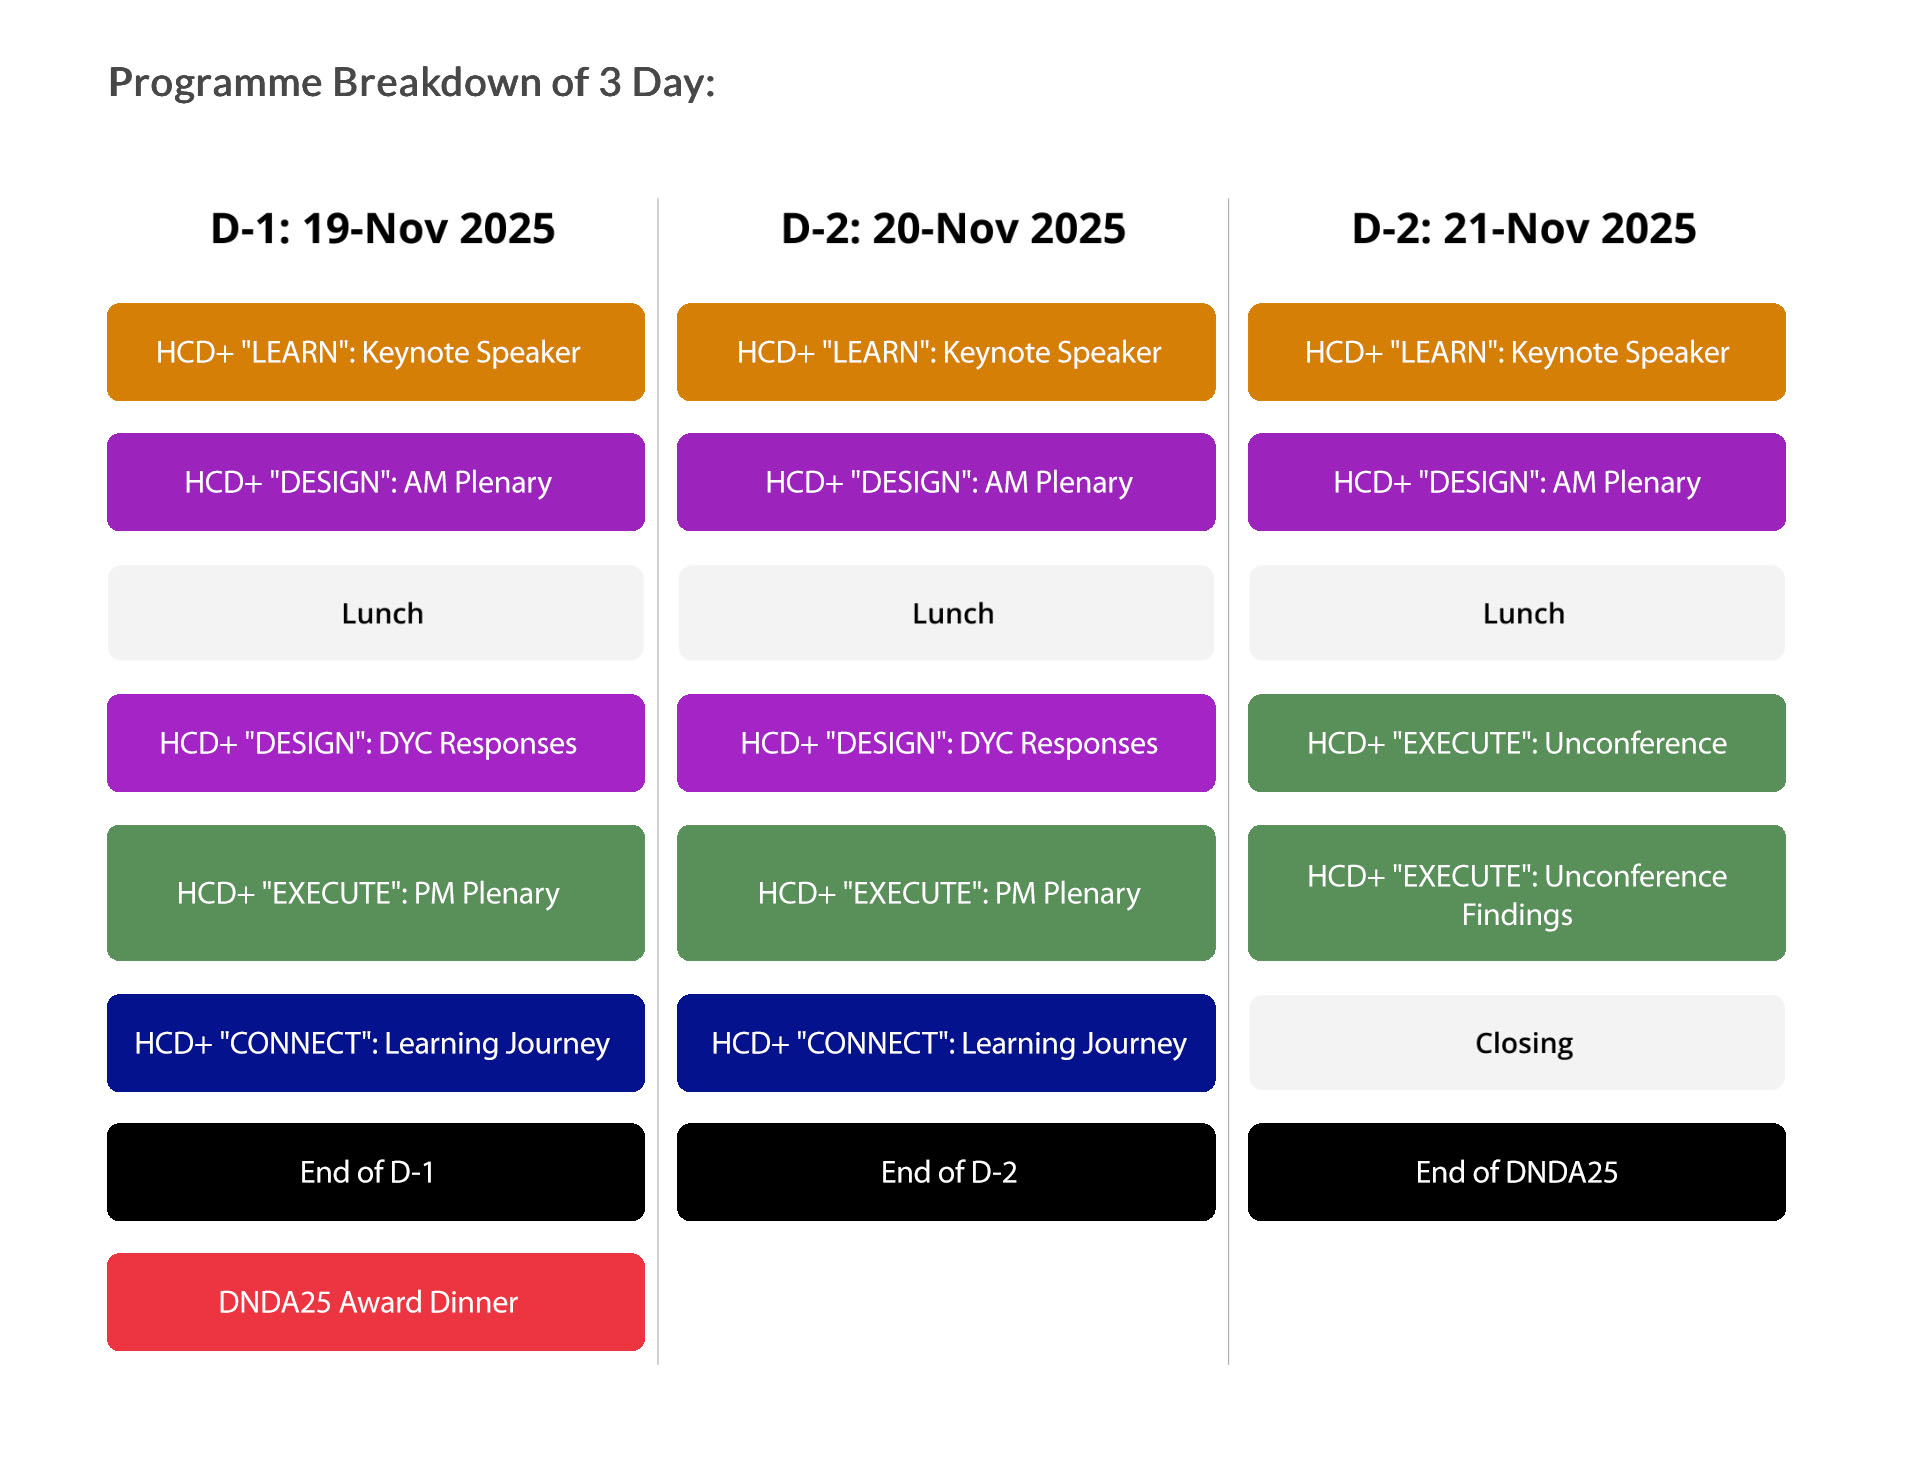 Programme Breakdown of 3 Day:
D-1: 19-Nov 2025
HCD+ "LEARN": Keynote Speaker
HCD+ "DESIGN": AM Plenary
Lunch
HCD+ "DESIGN": DYC Responses
HCD+ "EXECUTE": PM Plenary
HCD+ "CONNECT": Learning Journey
End of D-1
DNDA25 Award Dinner
D-2: 20-Nov 2025
HCD+ "LEARN": Keynote Speaker
HCD+ "DESIGN": AM Plenary
Lunch
HCD+ "DESIGN": DYC Responses
HCD+ "EXECUTE": PM Plenary
HCD+ "CONNECT": Learning Journey
End of D-2
D-2: 21-Nov 2025
HCD+ "LEARN": Keynote Speaker
HCD+ "DESIGN": AM Plenary
Lunch
HCD+ "EXECUTE": Unconference
HCD+ "EXECUTE": Unconference
Findings
Closing
End of DNDA25